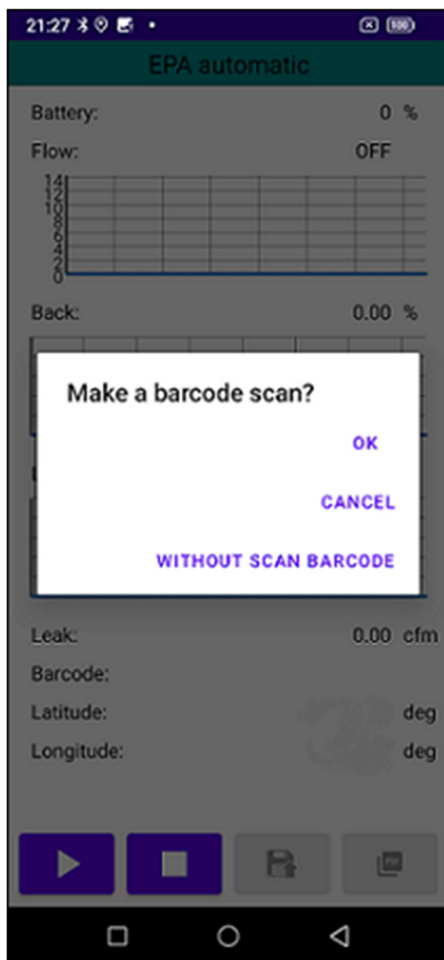 21:27
100
EPA automatic
Battery: 0 %
Flow: OFF
14
12
10
8
6
4
2
0
Back: 0.00 %
Make a barcode scan?
OK
CANCEL
WITHOUT SCAN BARCODE
Leak: 0.00 cfm
Barcode:
Latitude: deg
Longitude: deg